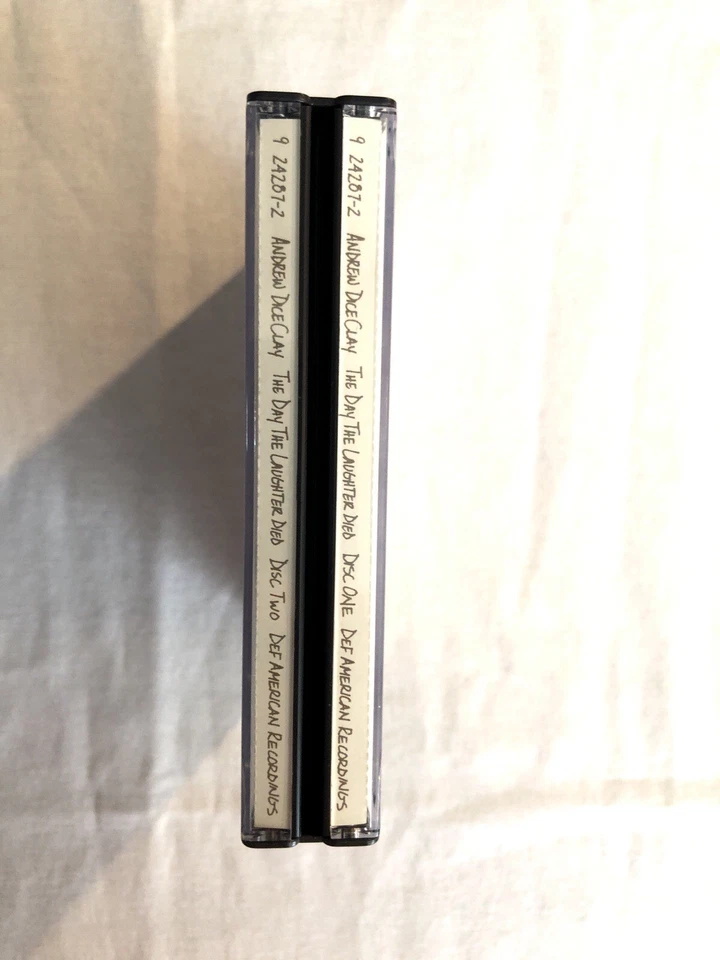 9 24287-2 ANDREW DICE CLAY THE DAY THE LAUGHTER DIED DISC ONE DEF AMERICAN RECORDINGS
9 24287-2 ANDREW DICE CLAY THE DAY THE LAUGHTER DIED DISC TWO DEF AMERICAN RECORDINGS